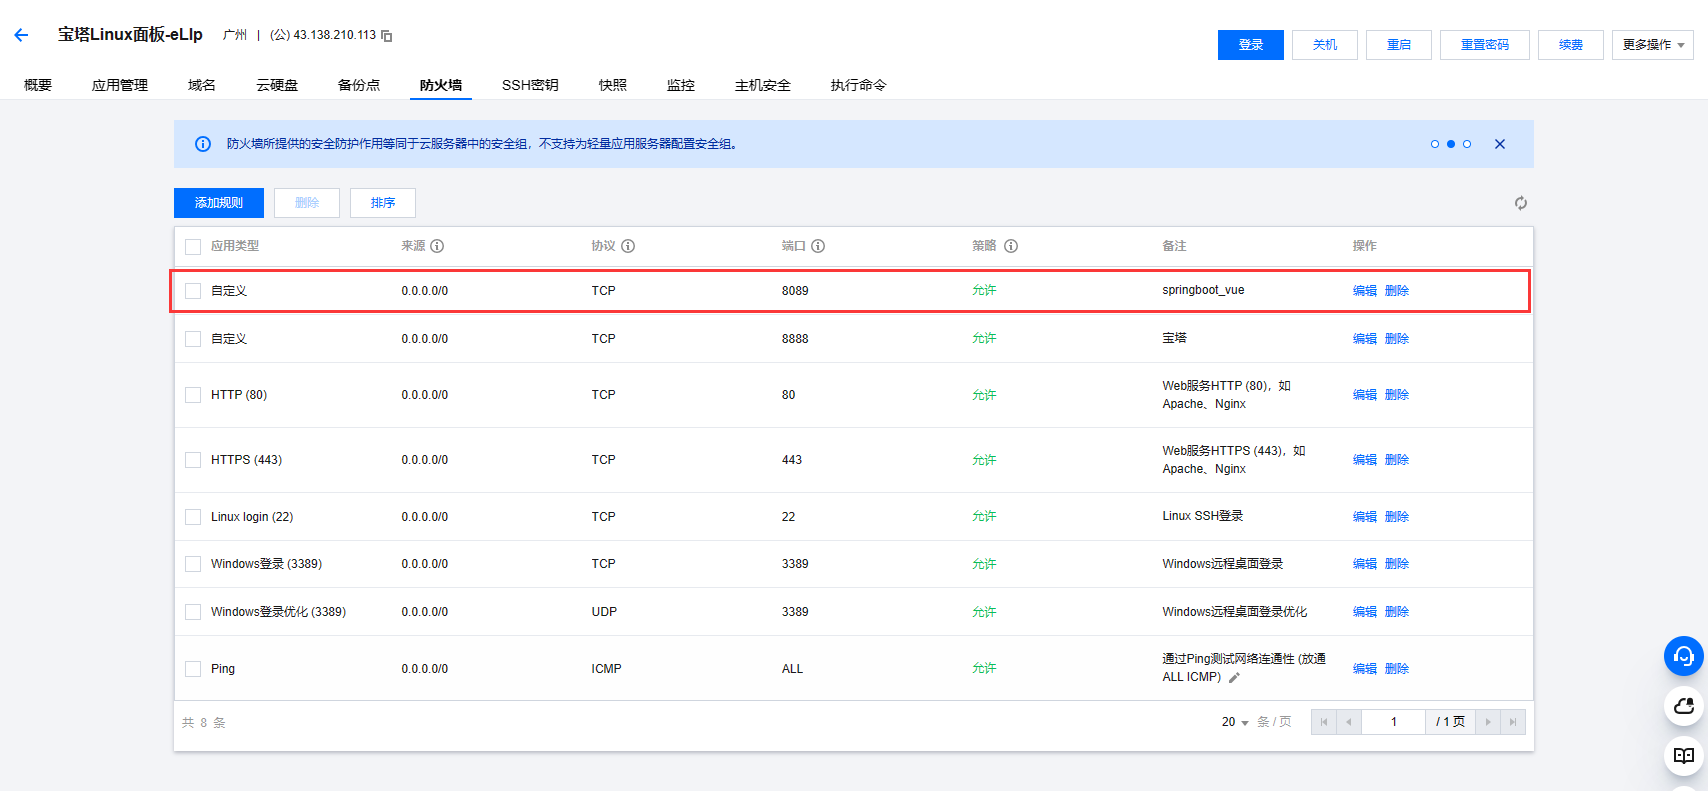 宝塔Linux面板-eLIp 广州 | (公) 43.138.210.113
登录 关机 重启 重置密码 续费 更多操作
概要 应用管理 域名 云硬盘 备份点 防火墙 SSH密钥 快照 监控 主机安全 执行命令
防火墙所提供的安全防护作用等同于云服务器中的安全组，不支持为轻量应用服务器配置安全组。
添加规则 删除 排序
应用类型 来源 协议 端口 策略 备注 操作
自定义 0.0.0.0/0 TCP 8089 允许 springboot_vue 编辑 删除
自定义 0.0.0.0/0 TCP 8888 允许 宝塔 编辑 删除
HTTP (80) 0.0.0.0/0 TCP 80 允许 Web服务HTTP (80)，如
Apache、Nginx 编辑 删除
HTTPS (443) 0.0.0.0/0 TCP 443 允许 Web服务HTTPS (443)，如
Apache、Nginx 编辑 删除
Linux login (22) 0.0.0.0/0 TCP 22 允许 Linux SSH登录 编辑 删除
Windows登录 (3389) 0.0.0.0/0 TCP 3389 允许 Windows远程桌面登录 编辑 删除
Windows登录优化 (3389) 0.0.0.0/0 UDP 3389 允许 Windows远程桌面登录优化 编辑 删除
Ping 0.0.0.0/0 ICMP ALL 允许 通过Ping测试网络连通性 (放通
ALL ICMP) 编辑 删除
共 8 条 20 条 / 页 1 / 1 页